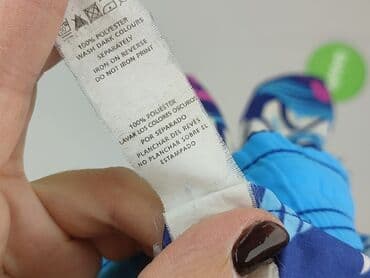 100% POLYESTER
WASH DARK COLOURS
SEPARATELY
IRON ON REVERSE
DO NOT IRON PRINT
100% POLIÉSTER
LAVAR LOS COLORES OSCUROS
POR SEPARADO
PLANCHAR DEL REVÉS
NO PLANCHAR SOBRE EL
ESTAMPADO